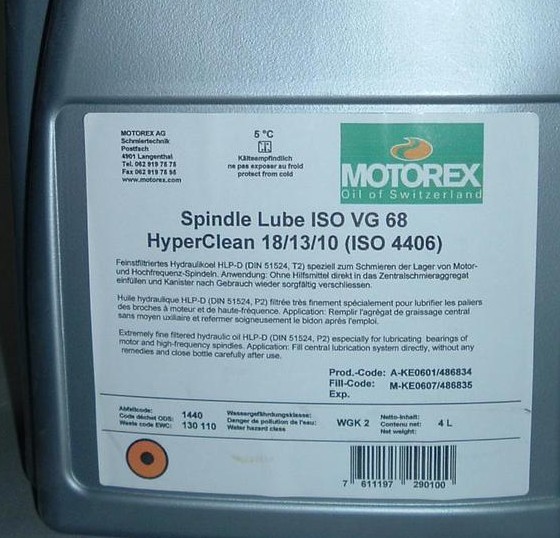 MOTOREX AG
Schmiertechnik
Postfach
4901 Langenthal
Tel. 062 919 75 75
Fax 062 919 75 95
www.motorex.com
5 °C
Kälteempfindlich
ne pas exposer au froid
protect from cold
MOTOREX
Oil of Switzerland
Spindle Lube ISO VG 68
HyperClean 18/13/10 (ISO 4406)
Feinstfiltriertes Hydraulikoel HLP-D (DIN 51524, T2) speziell zum Schmieren der Lager von Motor-
und Hochfrequenz-Spindeln. Anwendung: Ohne Hilfsmittel direkt in das Zentralschmieraggregat
einfüllen und Kanister nach Gebrauch wieder sorgfältig verschliessen.
Huile hydraulique HLP-D (DIN 51524, P2) filtrée très finement spécialement pour lubrifier les paliers
des broches à moteur et de haute-fréquence. Application: Remplir l'agrégat de graissage central
sans moyen uxiliaire et refermer soigneusement le bidon après l'emploi.
Extremely fine filtered hydraulic oil HLP-D (DIN 51524, P2) especially for lubricating bearings of
motor and high-frequency spindles. Application: Fill central lubrication system directly, without any
remedies and close bottle carefully after use.
Prod.-Code: A-KE0601/486834
Fill-Code: M-KE0607/486835
Exp.
Abfallcode:
Code déchet ODS: 1440
Waste code EWC: 130 110
Wassergefährdungsklasse:
Danger de pollution de l'eau: WGK 2
Water hazard class
Netto-Inhalt:
Contenu net: 4 L
Net weight:
7 611197 290100